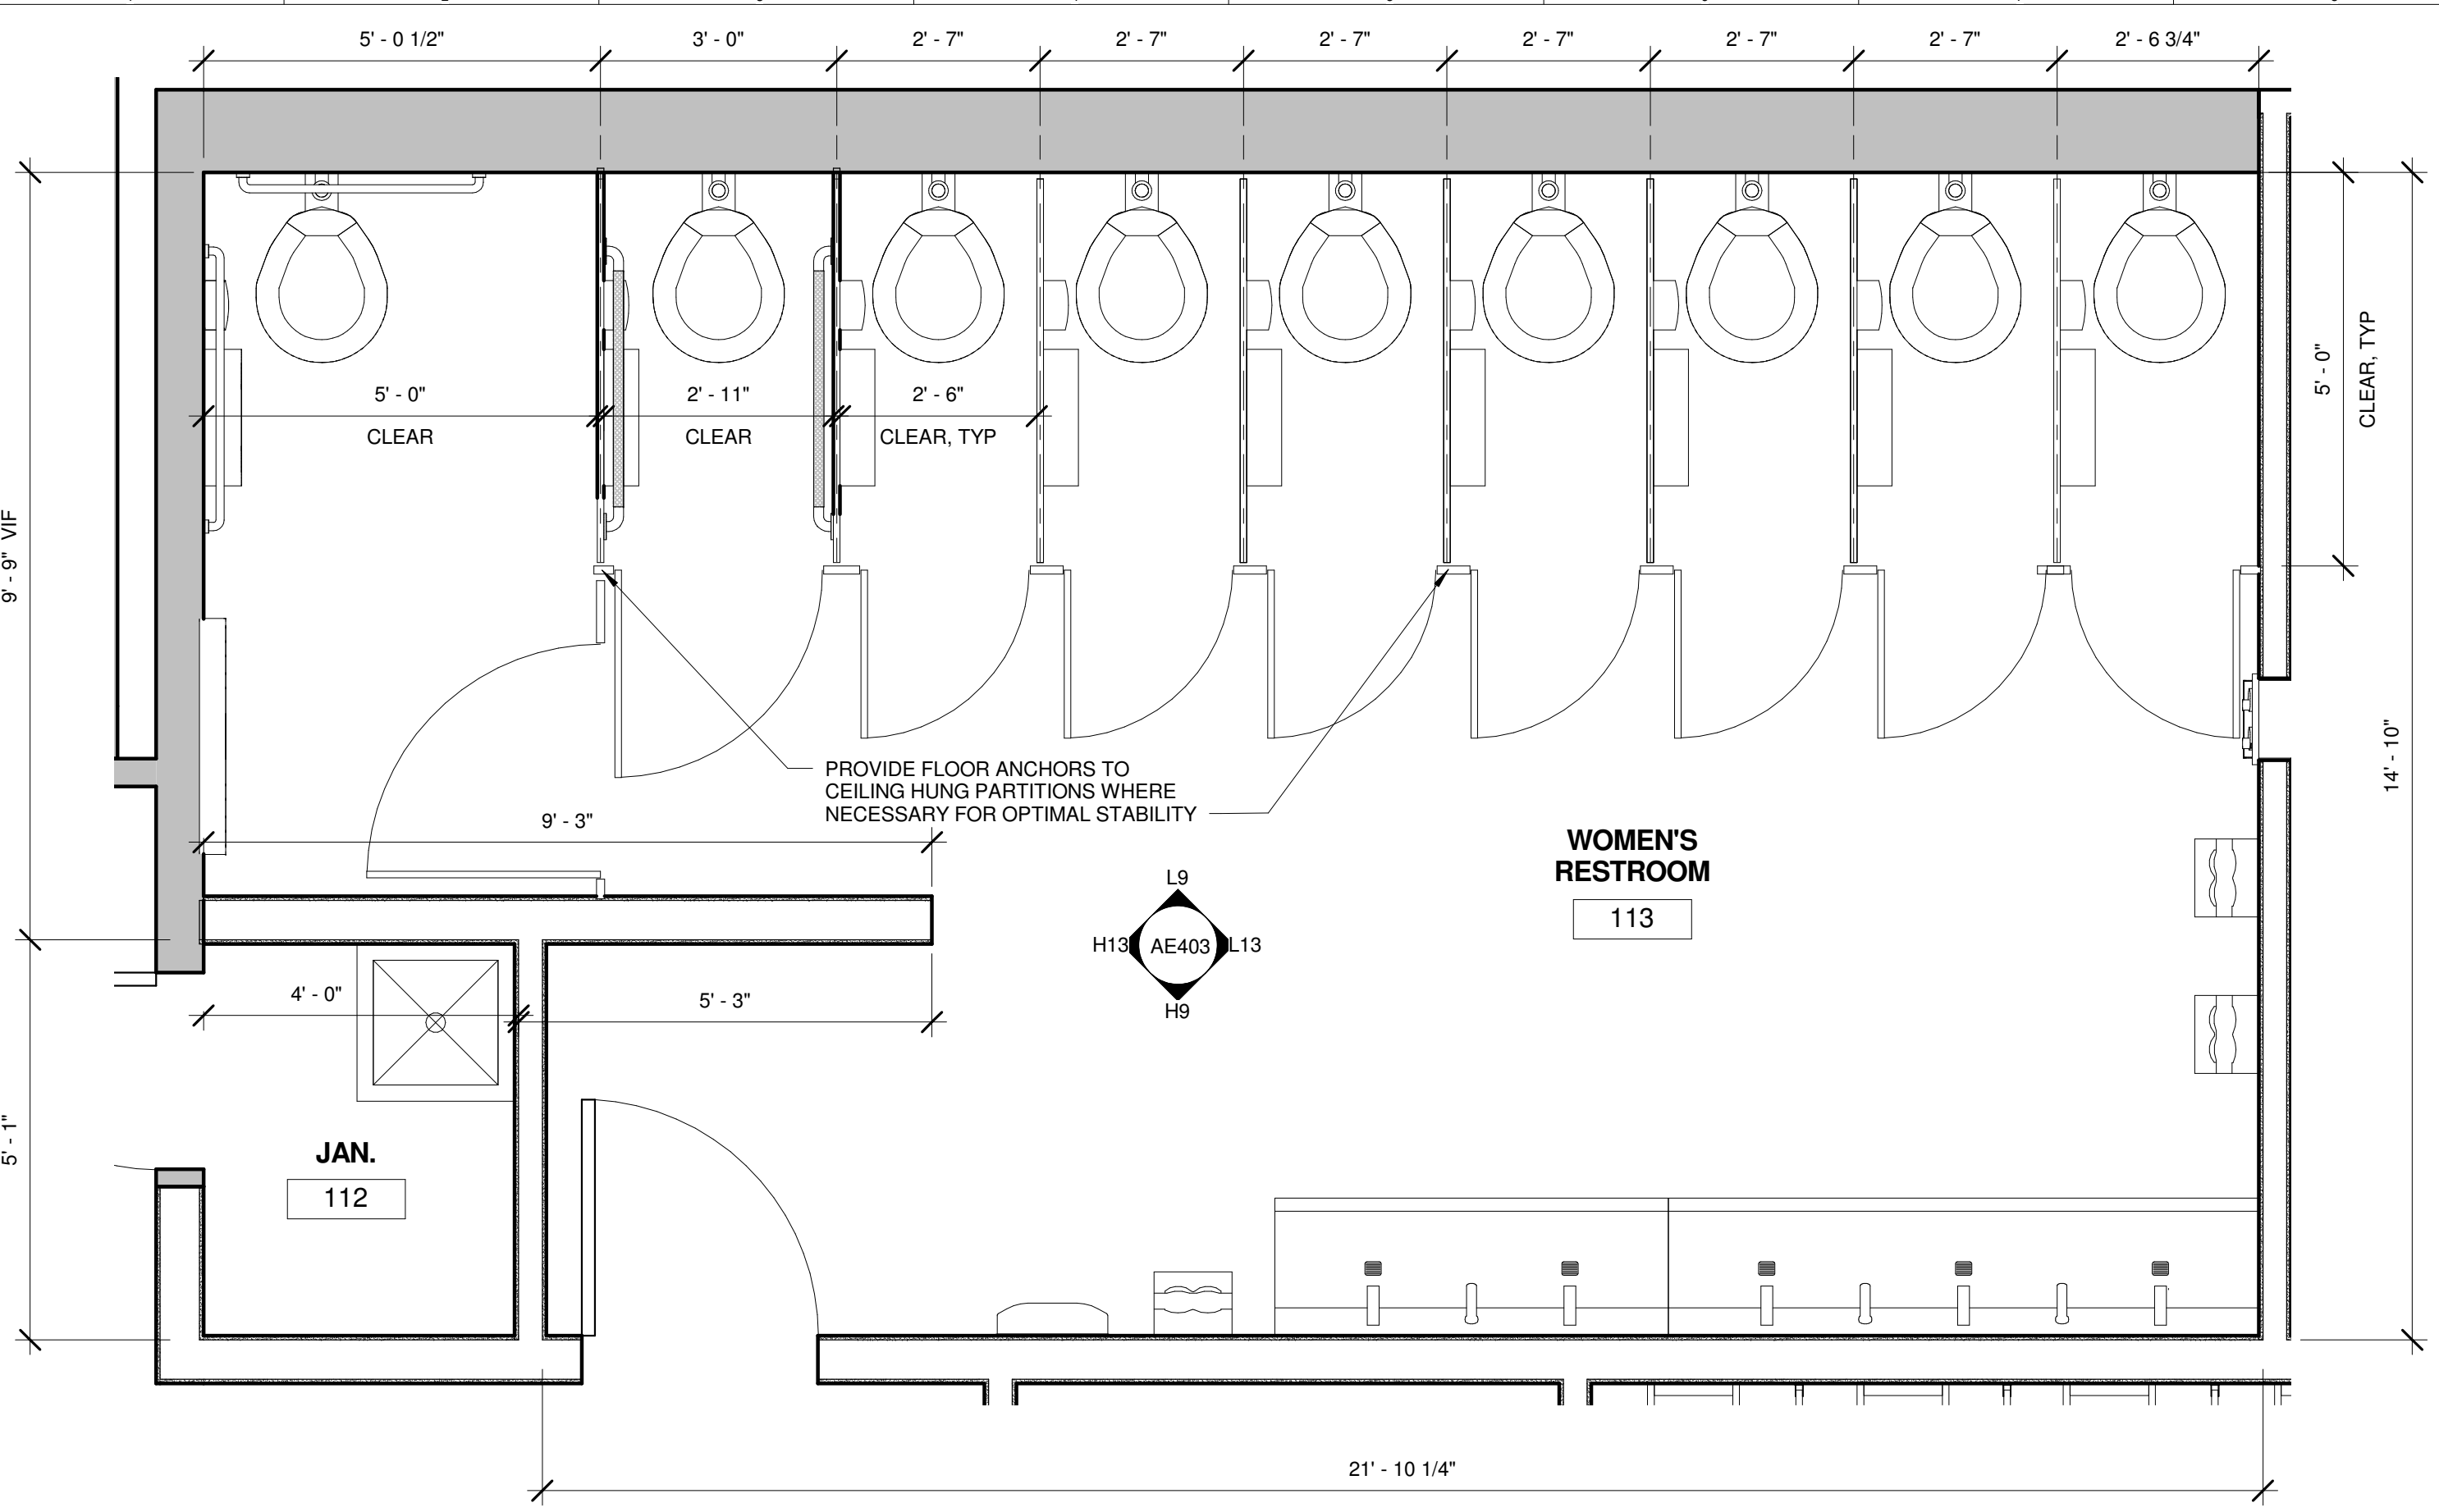 5' - 0 1/2"
3' - 0"
2' - 7"
2' - 7"
2' - 7"
2' - 7"
2' - 7"
2' - 7"
2' - 6 3/4"
5' - 0"
CLEAR
2' - 11"
CLEAR
2' - 6"
CLEAR, TYP
5' - 0"
CLEAR, TYP
9' - 9" VIF
14' - 10"
PROVIDE FLOOR ANCHORS TO
CEILING HUNG PARTITIONS WHERE
NECESSARY FOR OPTIMAL STABILITY
9' - 3"
WOMEN'S
RESTROOM
113
L9
H13
AE403
L13
H9
4' - 0"
5' - 3"
5' - 1"
JAN.
112
21' - 10 1/4"